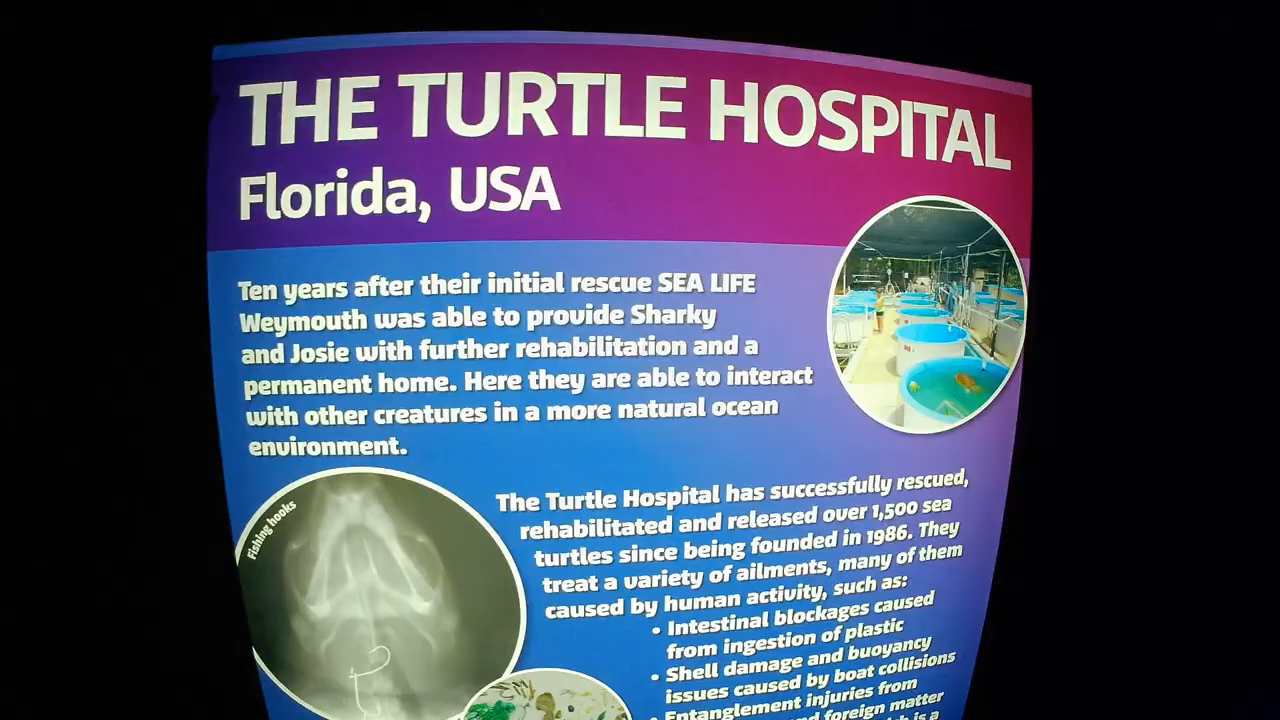 THE TURTLE HOSPITAL
Florida, USA
Ten years after their initial rescue SEA LIFE
Weymouth was able to provide Sharky
and Josie with further rehabilitation and a
permanent home. Here they are able to interact
with other creatures in a more natural ocean
environment.
Fishing hooks
The Turtle Hospital has successfully rescued,
rehabilitated and released over 1,500 sea
turtles since being founded in 1986. They
treat a variety of ailments, many of them
caused by human activity, such as:
• Intestinal blockages caused
from ingestion of plastic
• Shell damage and buoyancy
issues caused by boat collisions
• Entanglement injuries from
and foreign matter
is a